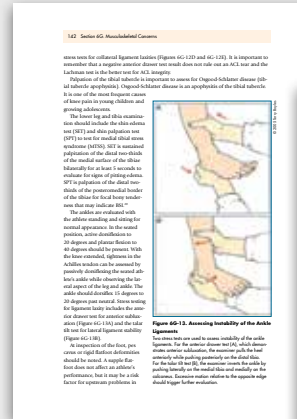 142 Section 6G: Musculoskeletal Concerns
stress tests for collateral ligament laxities (Figures 6G-12D and 6G-12E). It is important to
remember that a negative anterior drawer test result does not rule out an ACL tear and the
Lachman test is the better test for ACL integrity.
Palpation of the tibial tubercle is important to assess for Osgood-Schlatter disease (tib-
ial tubercle apophysitis). Osgood-Schlatter disease is an apophysitis of the tibial tubercle.
It is one of the most frequent causes
of knee pain in young children and
growing adolescents.
The lower leg and tibia examina-
tion should include the shin edema
test (SET) and shin palpation test
(SPT) to test for medial tibial stress
syndrome (MTSS). SET is sustained
palpation of the distal two-thirds
of the medial surface of the tibiae
bilaterally for at least 5 seconds to
evaluate for signs of pitting edema.
SPT is palpation of the distal two-
thirds of the posteromedial border
of the tibiae for focal bony tender-
ness that may indicate BSI.
The ankles are evaluated with
the athlete standing and sitting for
normal appearance. In the seated
position, active dorsiflexion to
20 degrees and plantar flexion to
40 degrees should be present. With
the knee extended, tightness in the
Achilles tendon can be assessed by
passively dorsiflexing the seated ath-
lete's ankle while observing the lat-
eral aspect of the leg and ankle. The
ankle should dorsiflex 15 degrees to
20 degrees past neutral. Stress testing
for ligament laxity includes the ante-
rior drawer test for anterior sublux-
ation (Figure 6G-13A) and the talar
tilt test for lateral ligament stability
(Figure 6G-13B).
At inspection of the foot, pes
cavus or rigid flatfoot deformities
should be noted. A supple flat-
foot does not affect an athlete's
performance, but it may be a risk
factor for upstream problems in
Figure 6G-13. Assessing Instability of the Ankle
Ligaments
Two stress tests are used to assess instability of the ankle
ligaments. For the anterior drawer test (A), which demon-
strates anterior subluxation, the examiner pulls the heel
anteriorly while pushing posteriorly on the distal tibia.
For the talar tilt test (B), the examiner inverts the ankle by
pushing laterally on the medial tibia and medially on the
calcaneus. Excessive motion relative to the opposite edge
should trigger further evaluation.